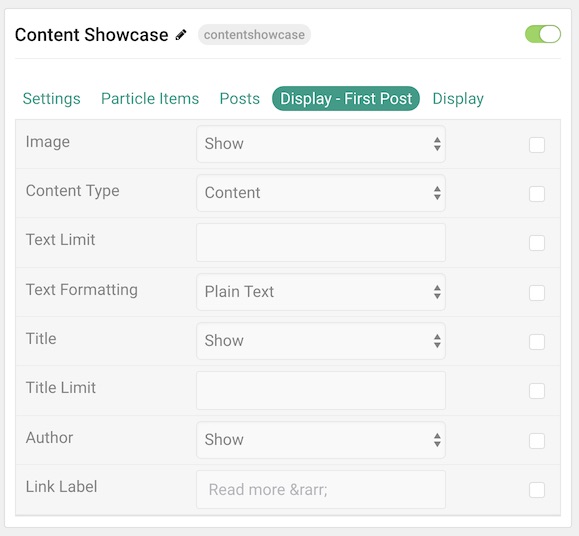 Content Showcase contentshowcase
Settings Particle Items Posts Display - First Post Display
Image Show
Content Type Content
Text Limit
Text Formatting Plain Text
Title Show
Title Limit
Author Show
Link Label Read more &rarr;